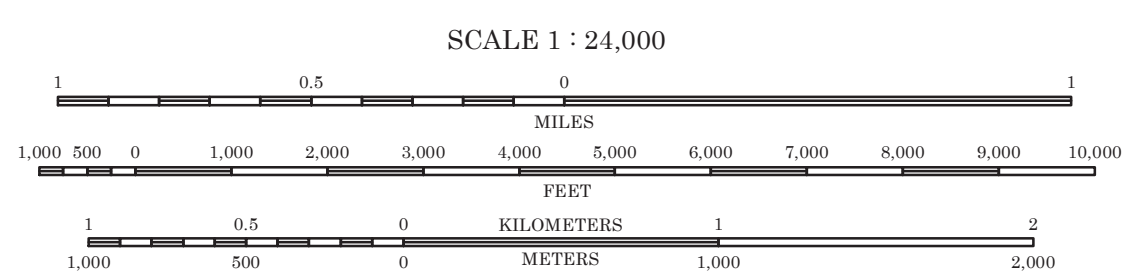 SCALE 1 : 24,000
1 0.5 0 1
MILES
1,000 500 0 1,000 2,000 3,000 4,000 5,000 6,000 7,000 8,000 9,000 10,000
FEET
1 0.5 0 KILOMETERS 1 2
1,000 500 0 METERS 1,000 2,000